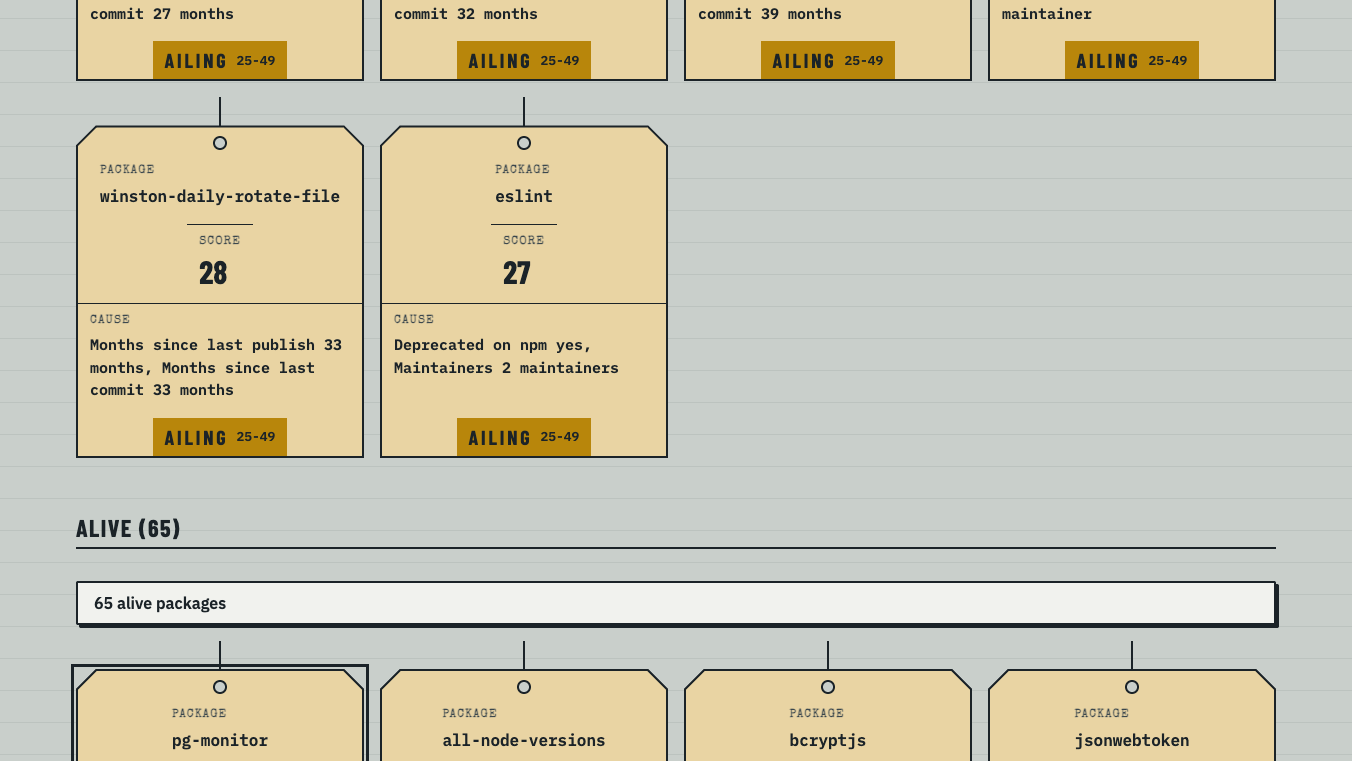 commit 27 months
commit 32 months
commit 39 months
maintainer
AILING 25-49
AILING 25-49
AILING 25-49
AILING 25-49
PACKAGE
winston-daily-rotate-file
SCORE
28
CAUSE
Months since last publish 33
months, Months since last
commit 33 months
AILING 25-49
PACKAGE
eslint
SCORE
27
CAUSE
Deprecated on npm yes,
Maintainers 2 maintainers
AILING 25-49
ALIVE (65)
65 alive packages
PACKAGE
pg-monitor
PACKAGE
all-node-versions
PACKAGE
bcryptjs
PACKAGE
jsonwebtoken